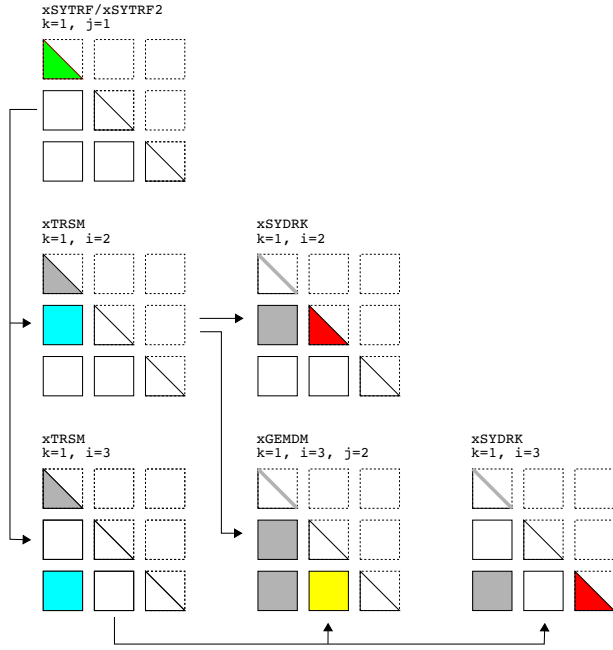 xSYTRF/xSYTRF2
k=1, j=1
xTRSM
k=1, i=2
xSYDRK
k=1, i=2
xTRSM
k=1, i=3
xGEMDM
k=1, i=3, j=2
xSYDRK
k=1, i=3